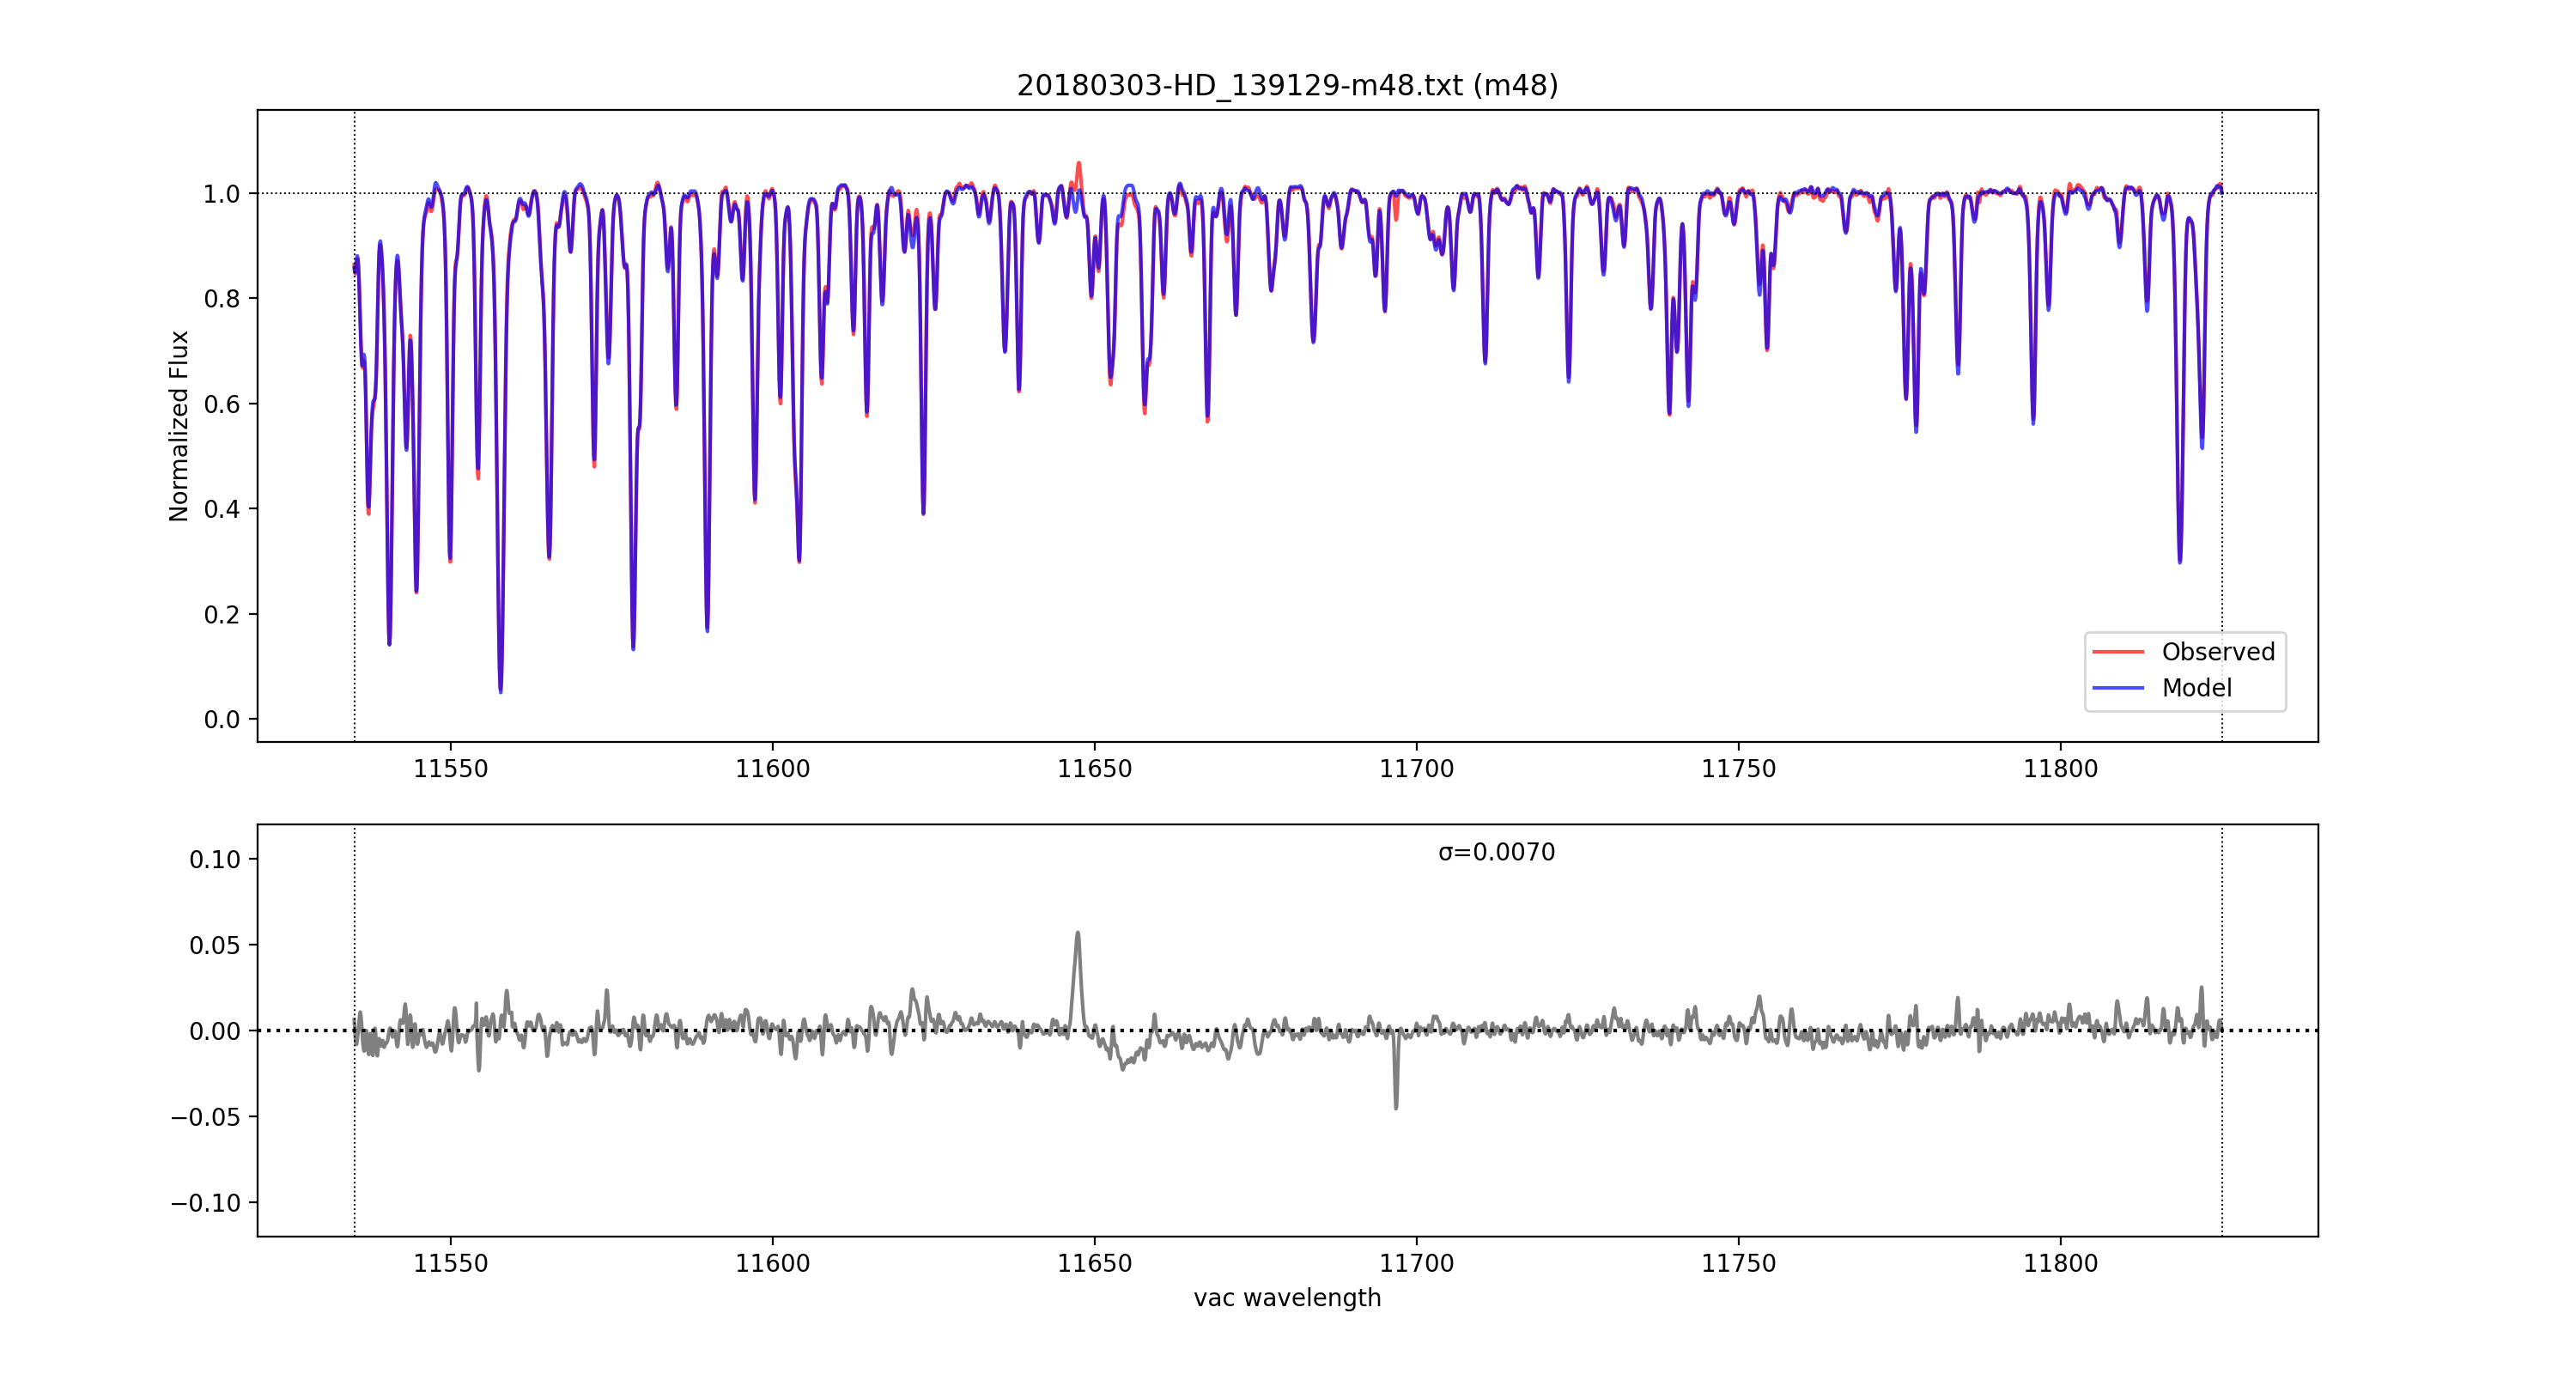 20180303-HD_139129-m48.txt (m48)
Normalized Flux
1.0
0.8
0.6
0.4
0.2
0.0
Observed
Model
11550 11600 11650 11700 11750 11800
σ=0.0070
0.10
0.05
0.00
−0.05
−0.10
11550 11600 11650 11700 11750 11800
vac wavelength